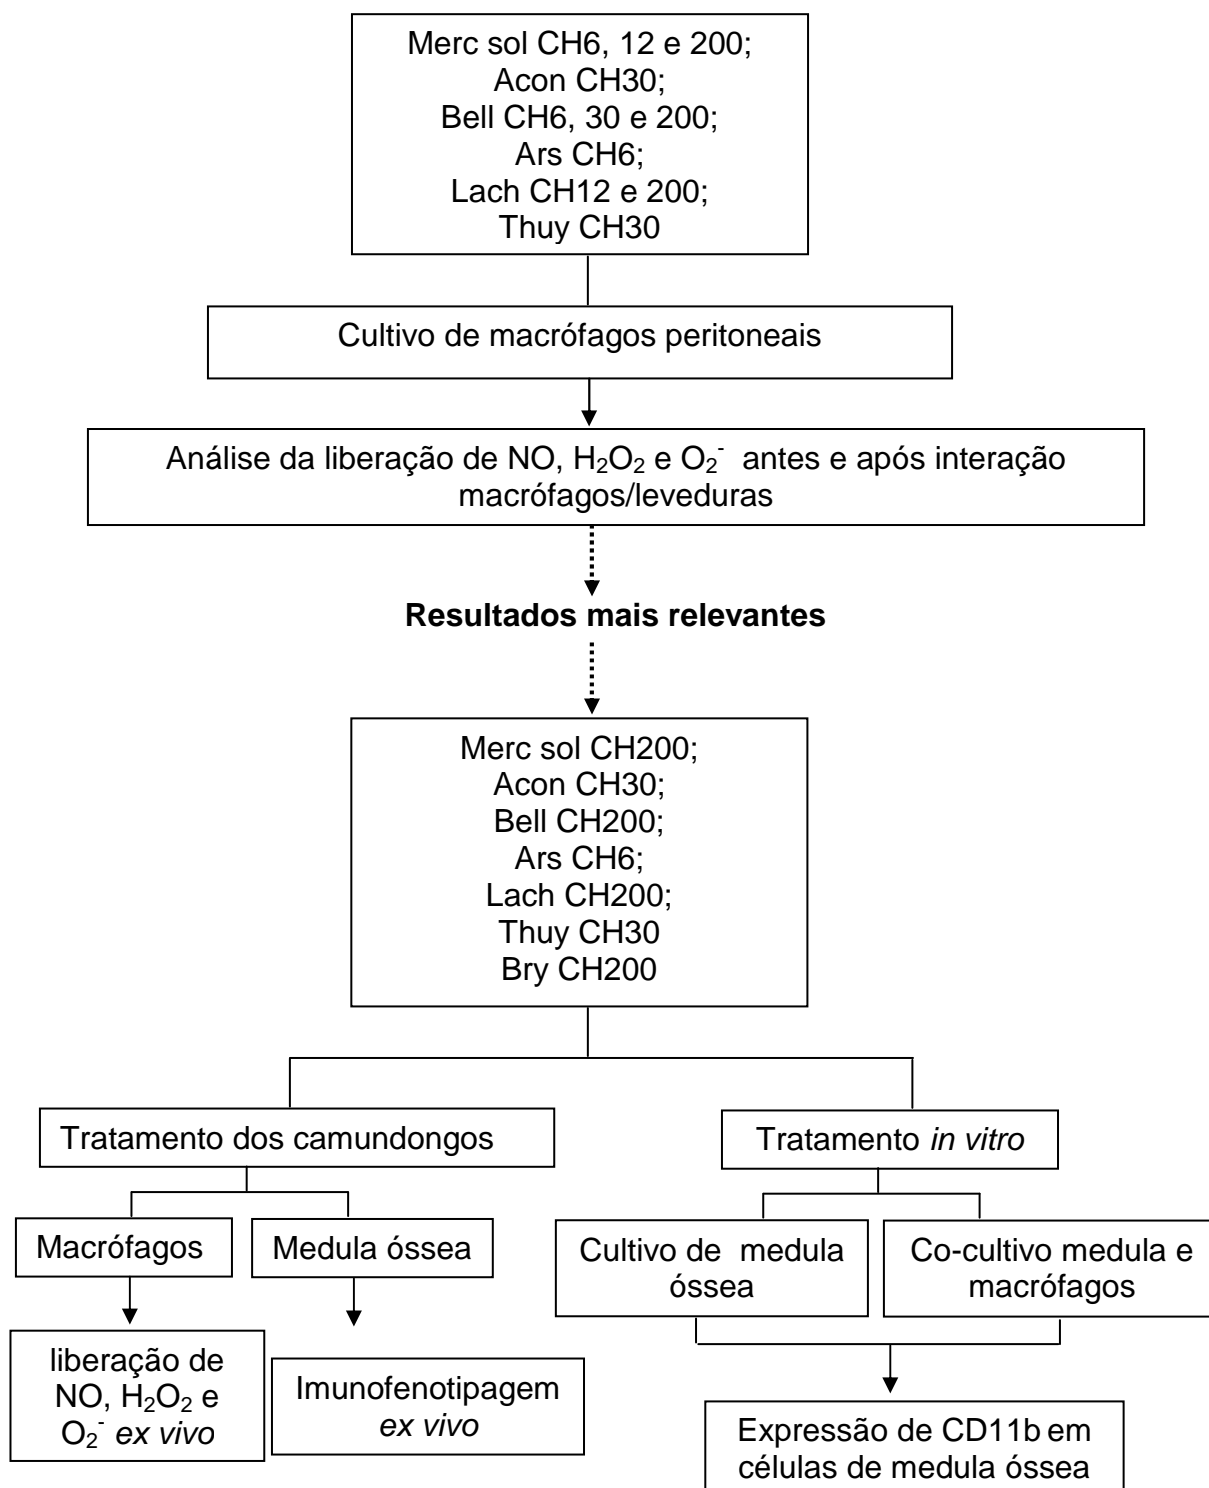 Merc sol CH6, 12 e 200;
Acon CH30;
Bell CH6, 30 e 200;
Ars CH6;
Lach CH12 e 200;
Thuy CH30
Cultivo de macrófagos peritoneais
Análise da liberação de NO, H₂O₂ e O₂⁻ antes e após interação
macrófagos/leveduras
Resultados mais relevantes
Merc sol CH200;
Acon CH30;
Bell CH200;
Ars CH6;
Lach CH200;
Thuy CH30
Bry CH200
Tratamento dos camundongos
Tratamento in vitro
Macrófagos
Medula óssea
Cultivo de medula
óssea
Co-cultivo medula e
macrófagos
liberação de
NO, H₂O₂ e
O₂⁻ ex vivo
Imunofenotipagem
ex vivo
Expressão de CD11b em
células de medula óssea